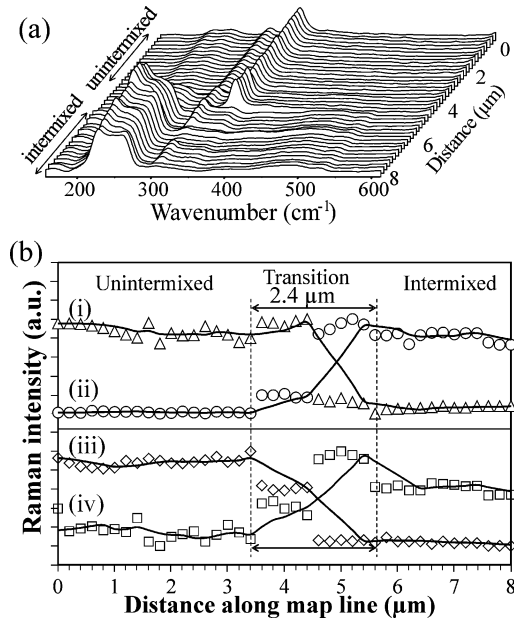 (a)
unintermixed
intermixed
0
2
4
6
8
Distance (µm)
200 300 400 500 600
Wavenumber (cm⁻¹)
(b)
Unintermixed Transition Intermixed
2.4 µm
(i)
(ii)
(iii)
(iv)
Raman intensity (a.u.)
0 1 2 3 4 5 6 7 8
Distance along map line (µm)